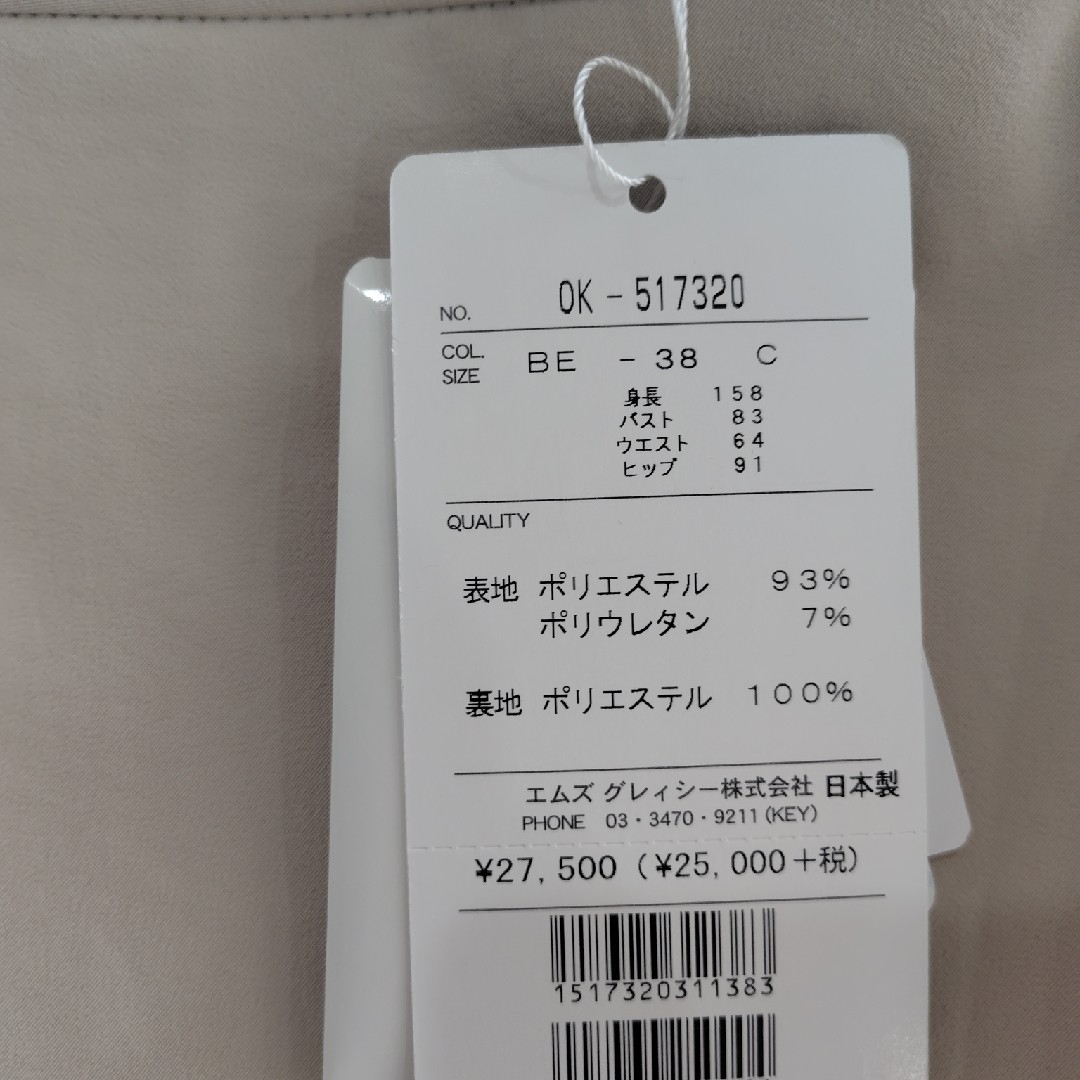 NO. OK-517320
COL. SIZE BE - 38 C
身長 158
バスト 83
ウエスト 64
ヒップ 91
QUALITY
表地 ポリエステル 93%
ポリウレタン 7%
裏地 ポリエステル 100%
エムズ グレィシー株式会社 日本製
PHONE 03・3470・9211(KEY)
¥27,500(¥25,000+税)
1517320311383